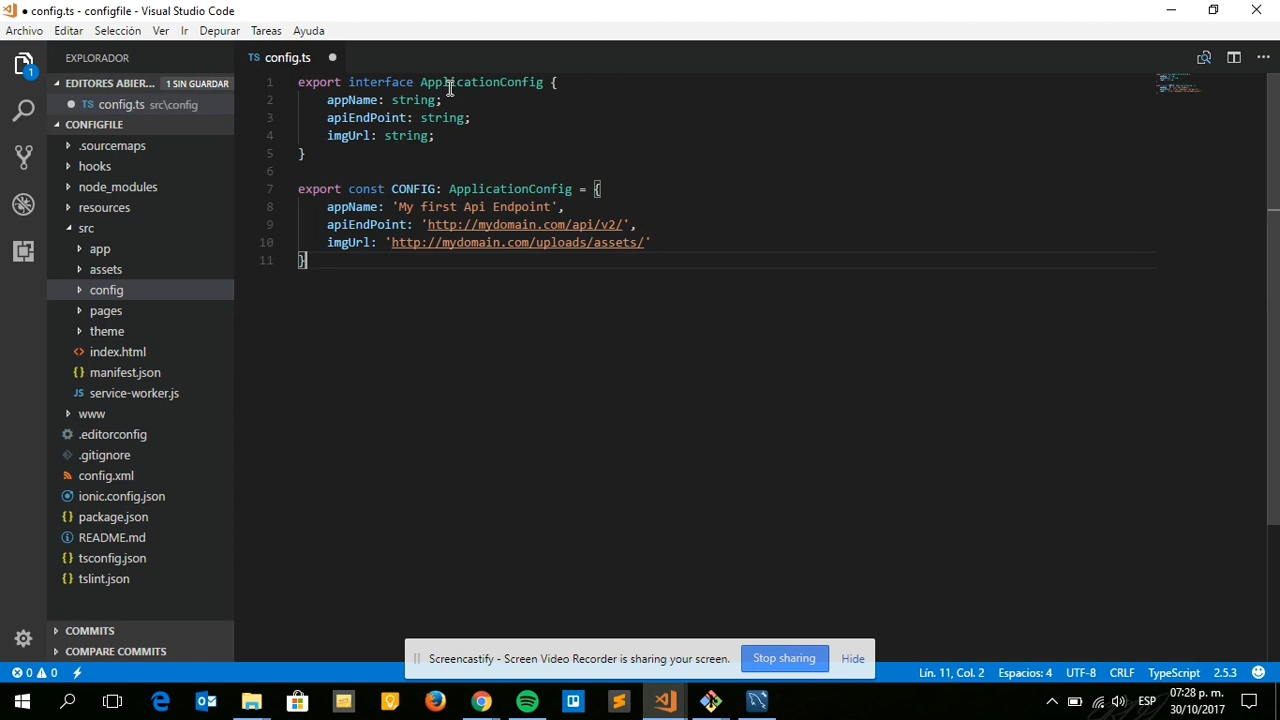 ● config.ts - configfile - Visual Studio Code
Archivo Editar Selección Ver Ir Depurar Tareas Ayuda
EXPLORADOR
TS config.ts ●
1
EDITORES ABIER... 1 SIN GUARDAR
● config.ts src\config
CONFIGFILE
.sourcemaps
hooks
node_modules
resources
src
app
assets
config
pages
theme
<> index.html
{} manifest.json
JS service-worker.js
www
.editorconfig
.gitignore
config.xml
ionic.config.json
{} package.json
README.md
{} tsconfig.json
{} tslint.json
COMMITS
COMPARE COMMITS
1 export interface ApplicationConfig {
2 appName: string;
3 apiEndPoint: string;
4 imgUrl: string;
5 }
6
7 export const CONFIG: ApplicationConfig = {
8 appName: 'My first Api Endpoint',
9 apiEndPoint: 'http://mydomain.com/api/v2/',
10 imgUrl: 'http://mydomain.com/uploads/assets/'
11 }
Screencastify - Screen Video Recorder is sharing your screen. Stop sharing Hide
0 0 Lín. 11, Col. 2 Espacios: 4 UTF-8 CRLF TypeScript 2.5.3
ESP
07:28 p. m.
30/10/2017